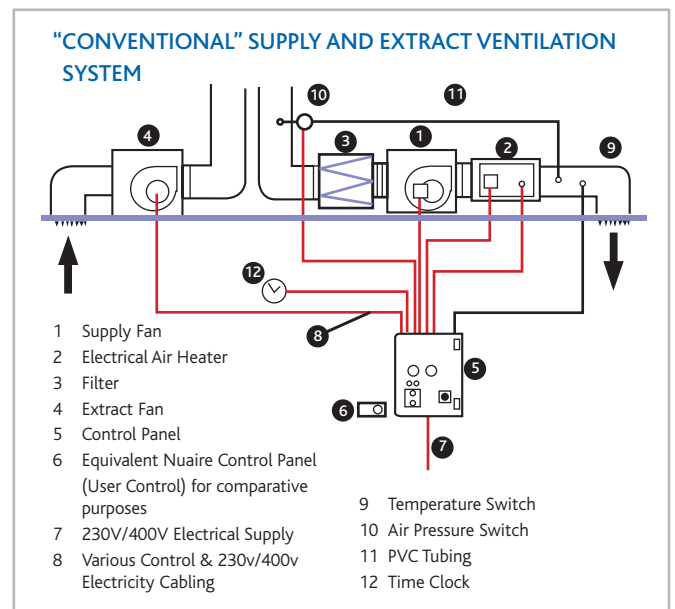 "CONVENTIONAL" SUPPLY AND EXTRACT VENTILATION
SYSTEM
10
11
4
3
1
2
9
12
8
5
6
7
1 Supply Fan
2 Electrical Air Heater
3 Filter
4 Extract Fan
5 Control Panel
6 Equivalent Nuaire Control Panel
(User Control) for comparative
purposes
7 230V/400V Electrical Supply
8 Various Control & 230v/400v
Electricity Cabling
9 Temperature Switch
10 Air Pressure Switch
11 PVC Tubing
12 Time Clock